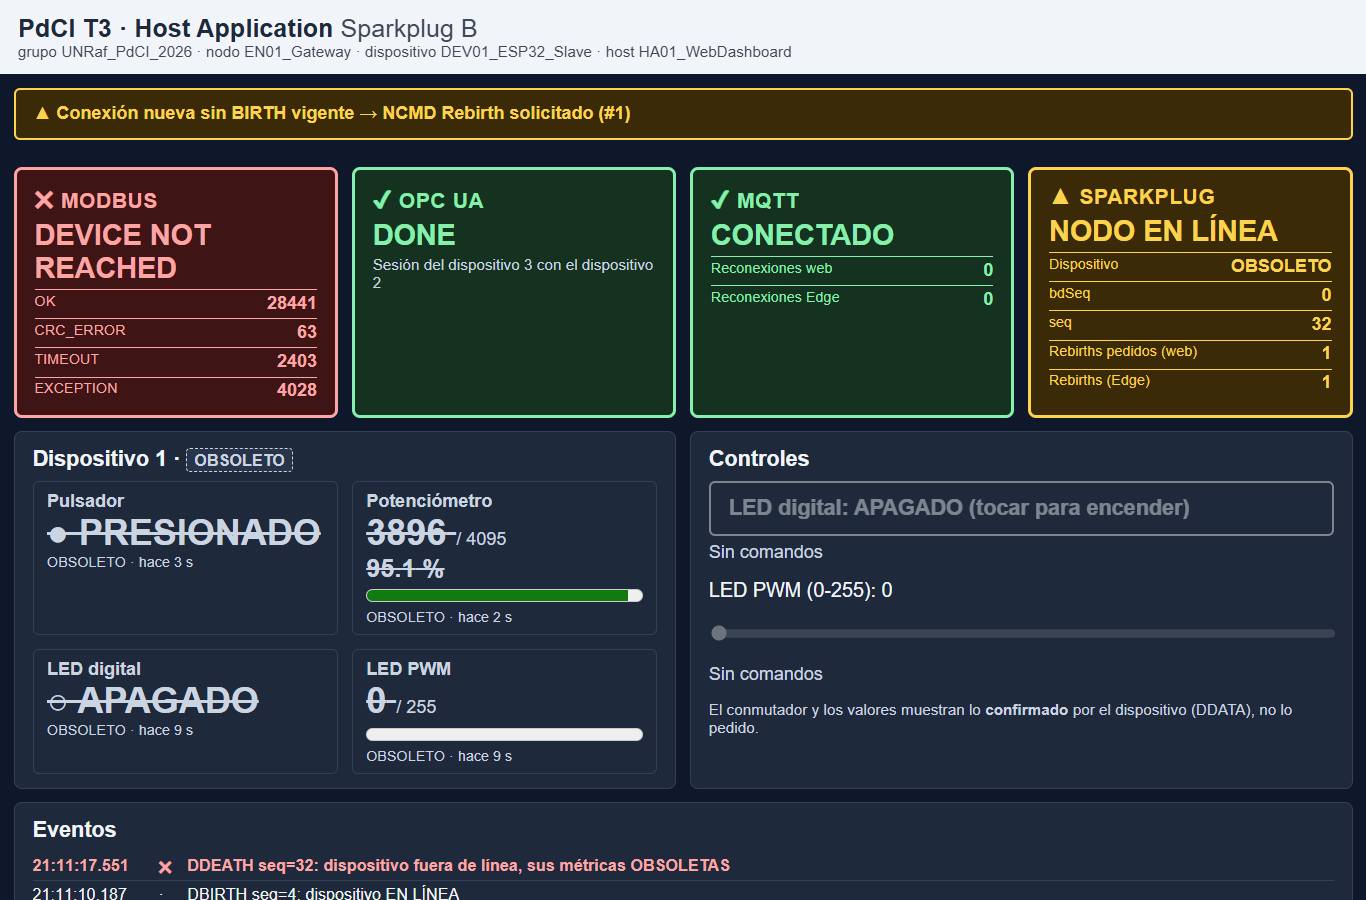 PdCI T3 · Host Application Sparkplug B
grupo UNRaf_PdCI_2026 · nodo EN01_Gateway · dispositivo DEV01_ESP32_Slave · host HA01_WebDashboard
▲ Conexión nueva sin BIRTH vigente → NCMD Rebirth solicitado (#1)
✕ MODBUS
DEVICE NOT
REACHED
OK 28441
CRC_ERROR 63
TIMEOUT 2403
EXCEPTION 4028
✓ OPC UA
DONE
Sesión del dispositivo 3 con el dispositivo
2
✓ MQTT
CONECTADO
Reconexiones web 0
Reconexiones Edge 0
▲ SPARKPLUG
NODO EN LÍNEA
Dispositivo OBSOLETO
bdSeq 0
seq 32
Rebirths pedidos (web) 1
Rebirths (Edge) 1
Dispositivo 1 · OBSOLETO
Pulsador
● PRESIONADO
OBSOLETO · hace 3 s
Potenciómetro
3896 / 4095
95.1 %
OBSOLETO · hace 2 s
LED digital
○ APAGADO
OBSOLETO · hace 9 s
LED PWM
0 / 255
OBSOLETO · hace 9 s
Controles
LED digital: APAGADO (tocar para encender)
Sin comandos
LED PWM (0-255): 0
Sin comandos
El conmutador y los valores muestran lo confirmado por el dispositivo (DDATA), no lo
pedido.
Eventos
21:11:17.551 ✕ DDEATH seq=32: dispositivo fuera de línea, sus métricas OBSOLETAS
21:11:10.187 · DBIRTH seq=4: dispositivo EN LÍNEA